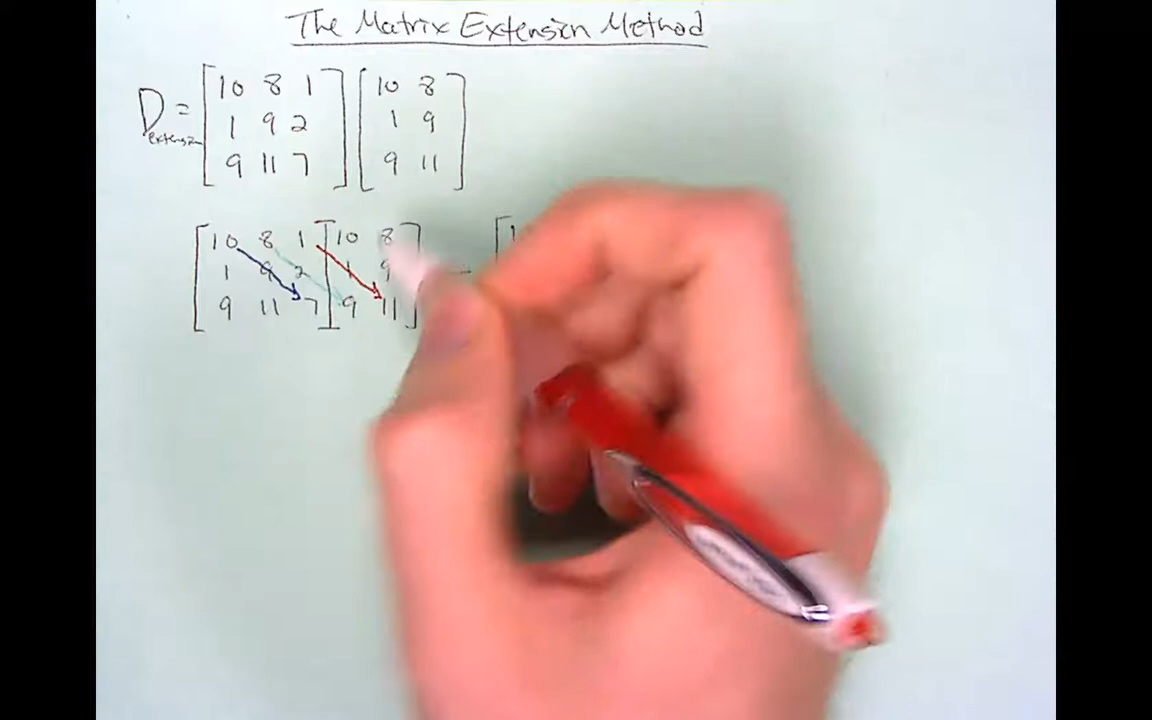 The Matrix Extension Method
D extension = [10 8 1] [10 8]
1 9 2 1 9
9 11 7 9 11
[10 8 1] [10 8] - [1
1 9 2 1 9
9 11 7 9 11